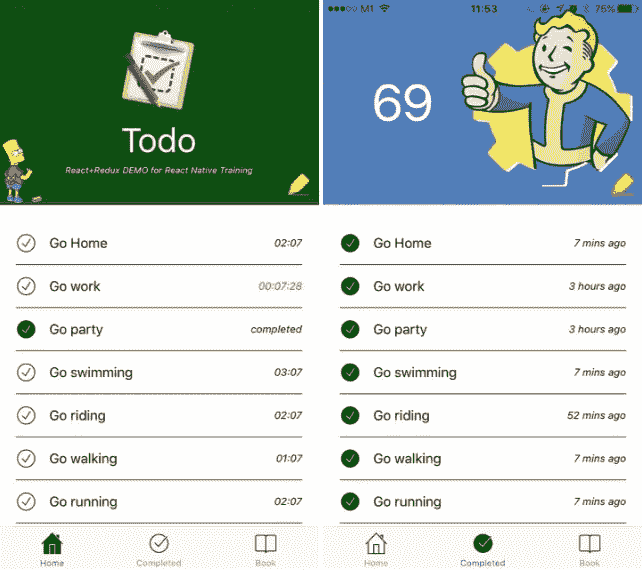 Todo
React+Redux DEMO for React Native Training
Go Home 02:07
Go work 00:07:28
Go party completed
Go swimming 03:07
Go riding 02:07
Go walking 01:07
Go running 02:07
Home Completed Book
M1 11:53 75%
69
Go Home 7 mins ago
Go work 3 hours ago
Go party 3 hours ago
Go swimming 7 mins ago
Go riding 52 mins ago
Go walking 7 mins ago
Go running 7 mins ago
Home Completed Book